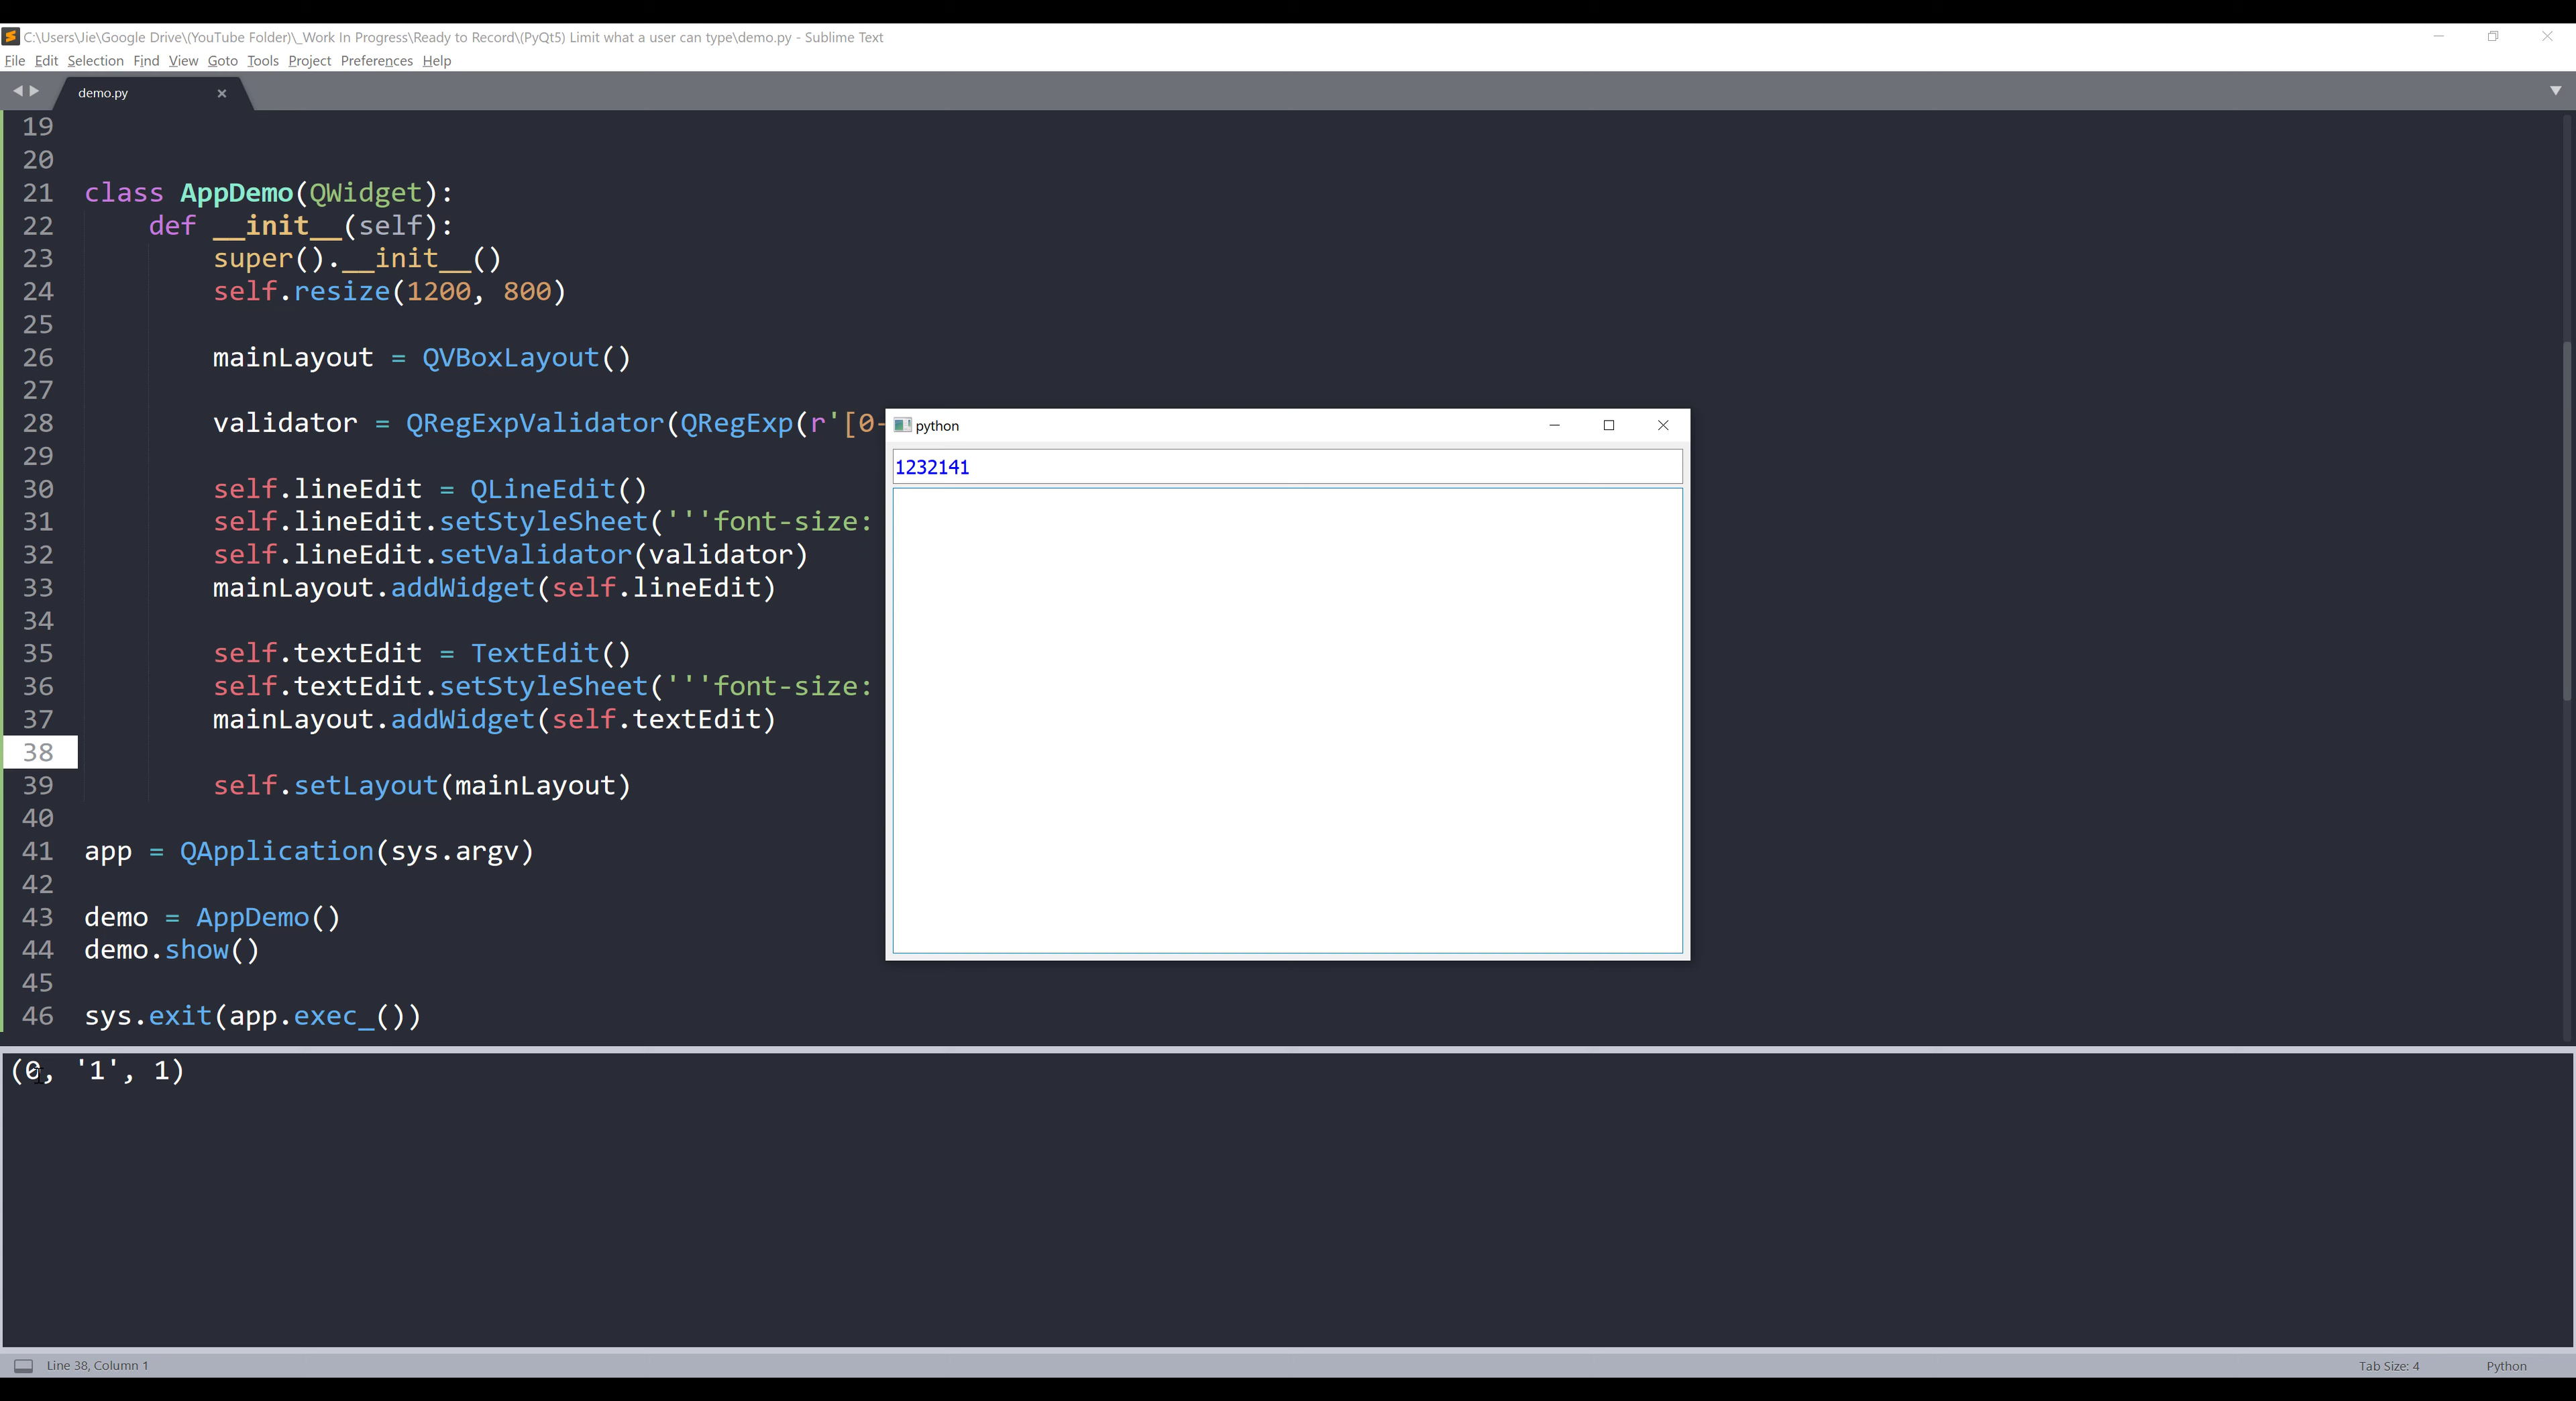 C:\Users\Jie\Google Drive\(YouTube Folder)\_Work In Progress\Ready to Record\(PyQt5) Limit what a user can type\demo.py - Sublime Text
File Edit Selection Find View Goto Tools Project Preferences Help
demo.py
19
20
21 class AppDemo(QWidget):
22     def __init__(self):
23         super().__init__()
24         self.resize(1200, 800)
25
26         mainLayout = QVBoxLayout()
27
28         validator = QRegExpValidator(QRegExp(r'[0-
29
30         self.lineEdit = QLineEdit()
31         self.lineEdit.setStyleSheet('''font-size:
32         self.lineEdit.setValidator(validator)
33         mainLayout.addWidget(self.lineEdit)
34
35         self.textEdit = TextEdit()
36         self.textEdit.setStyleSheet('''font-size:
37         mainLayout.addWidget(self.textEdit)
38
39         self.setLayout(mainLayout)
40
41 app = QApplication(sys.argv)
42
43 demo = AppDemo()
44 demo.show()
45
46 sys.exit(app.exec_())
python
1232141
(0, '1', 1)
Line 38, Column 1
Tab Size: 4
Python